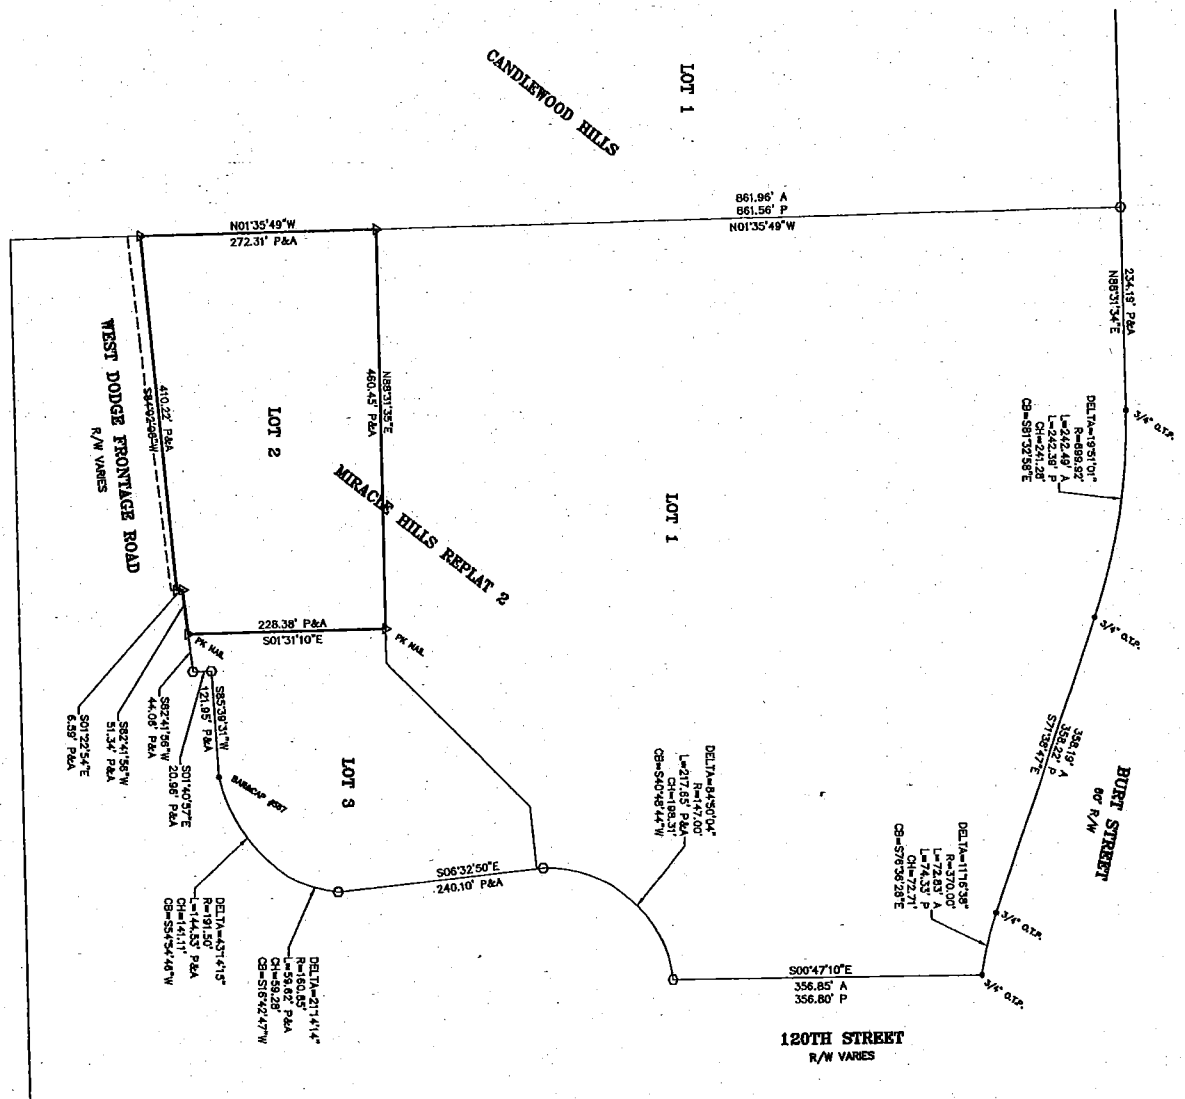 LOT 1
CANDLEWOOD HILLS
861.96' A
861.56' P
N01°35'49"W
N01°35'49"W
272.31' P&A
234.19' P&A
N88°31'34"E
3/4" O.T.P.
DELTA=19°51'01"
R=699.92'
L=242.49' A
L=242.39' P
CH=241.28'
CB=S81°32'58"E
3/4" O.T.P.
WEST DODGE FRONTAGE ROAD
R/W VARIES
410.22' P&A
S84°02'06"W
LOT 2
N88°31'35"E
460.45' P&A
MIRACLE HILLS REPLAT 2
LOT 1
228.38' P&A
S01°31'10"E
PK NAIL
PK NAIL
S01°22'54"E
6.59' P&A
S82°41'56"W
51.34' P&A
S82°41'56"W
44.06' P&A
S01°40'57"E
20.96' P&A
S85°39'31"W
121.95' P&A
BAR&CAP #587
LOT 3
358.19' A
358.22' P
S71°38'47"E
BURT STREET
60' R/W
DELTA=84°50'04"
R=147.00'
L=217.65' P&A
CH=198.31'
CB=S40°48'44"W
DELTA=11°16'38"
R=370.00'
L=72.83' A
L=74.33' P
CH=72.71'
CB=S76°36'28"E
3/4" O.T.P.
3/4" O.T.P.
S06°32'50"E
240.10' P&A
DELTA=43°14'15"
R=191.50'
L=144.53' P&A
CH=141.11'
CB=S54°54'46"W
DELTA=21°14'14"
R=160.85'
L=59.62' P&A
CH=59.28'
CB=S16°42'47"W
S00°47'10"E
356.85' A
356.80' P
120TH STREET
R/W VARIES